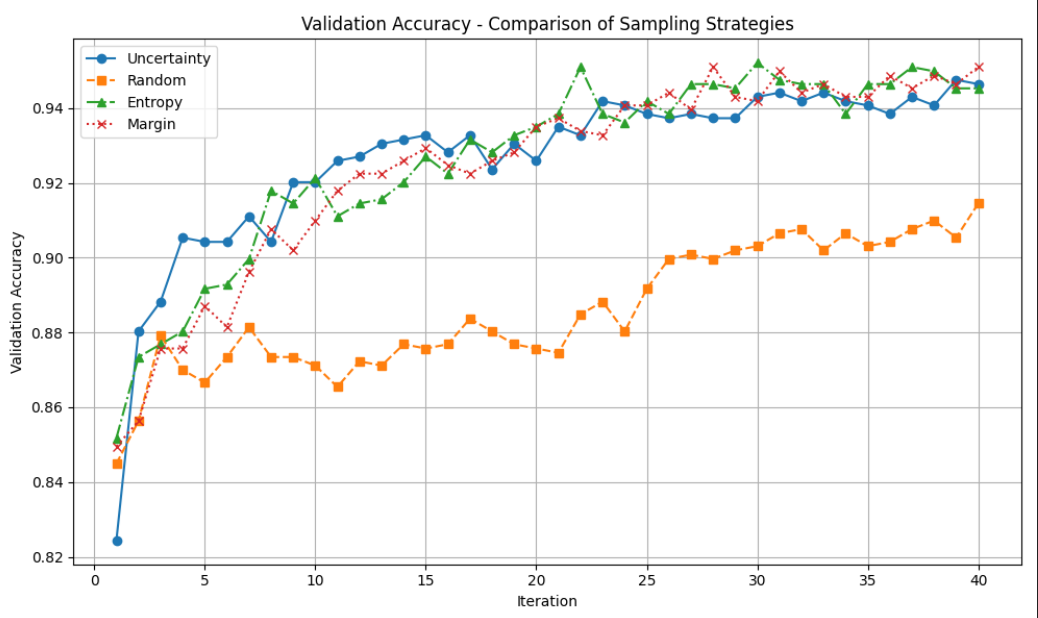 Validation Accuracy - Comparison of Sampling Strategies
Uncertainty
Random
Entropy
Margin
Validation Accuracy
0.94
0.92
0.90
0.88
0.86
0.84
0.82
0 5 10 15 20 25 30 35 40
Iteration